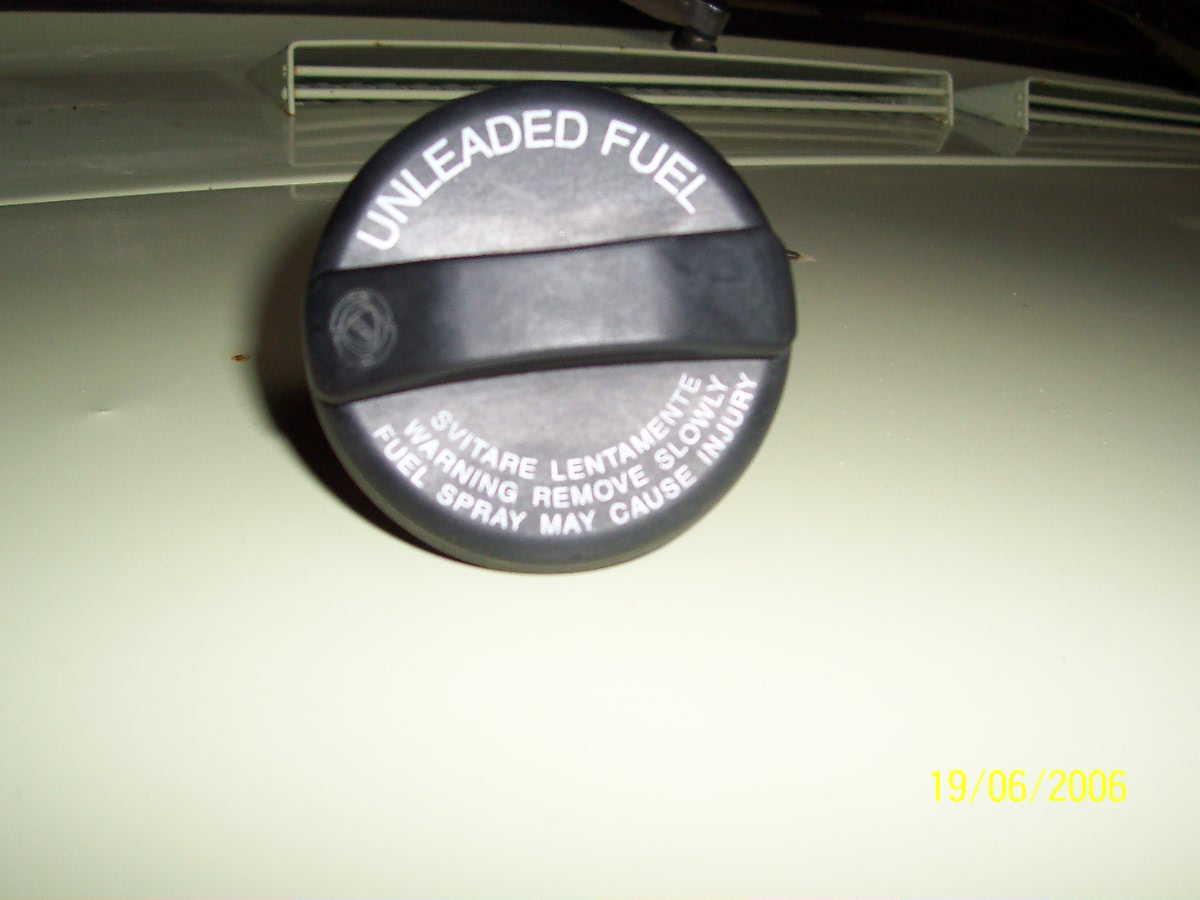 UNLEADED FUEL
SVITARE LENTAMENTE
WARNING REMOVE SLOWLY
FUEL SPRAY MAY CAUSE INJURY
19/06/2006